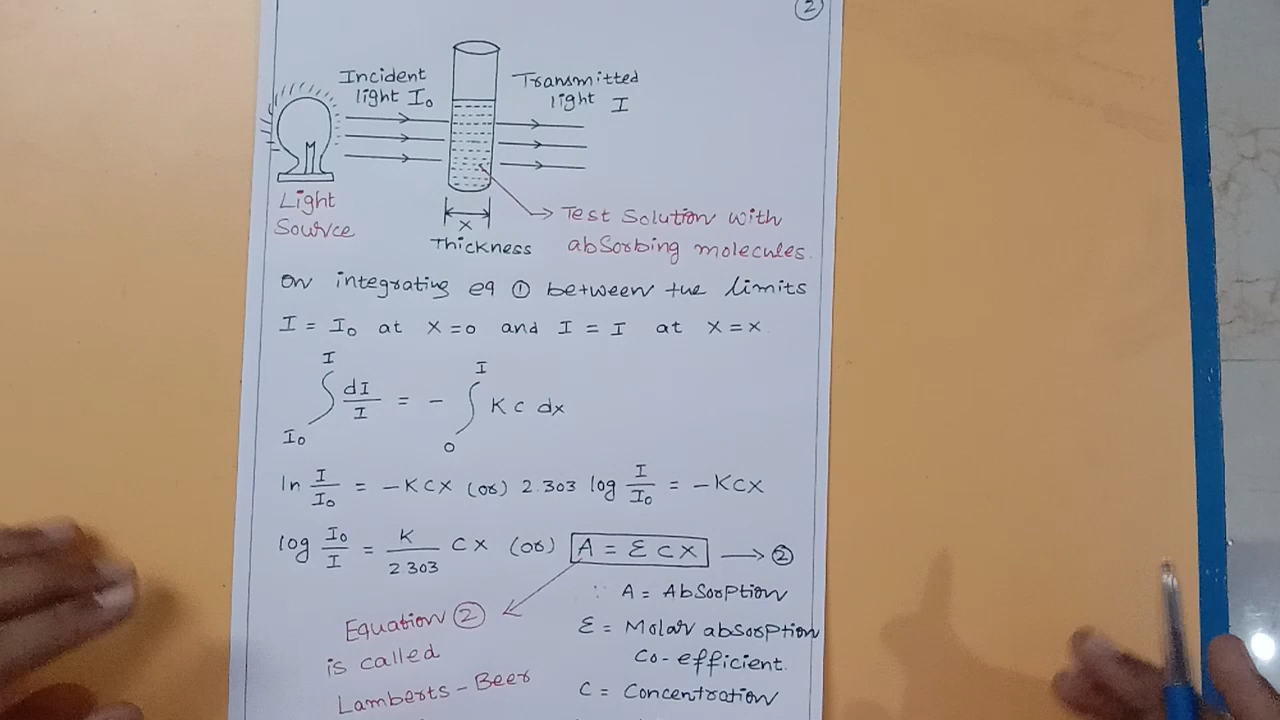 ②
Incident light I₀
Transmitted light I
Light Source
x
Thickness
Test Solution with absorbing molecules.
on integrating eq ① between the limits
I = I₀ at x = 0 and I = I at x = x
∫ from I₀ to I dI/I = - ∫ from 0 to I K c dx
ln I/I₀ = -Kcx (or) 2.303 log I/I₀ = -Kcx
log I₀/I = K/2 303 cx (or) A = ε c x → ②
∵ A = Absorption
Equation ②
is called
Lamberts - Beer
ε = Molar absorption
Co-efficient.
C = Concentration